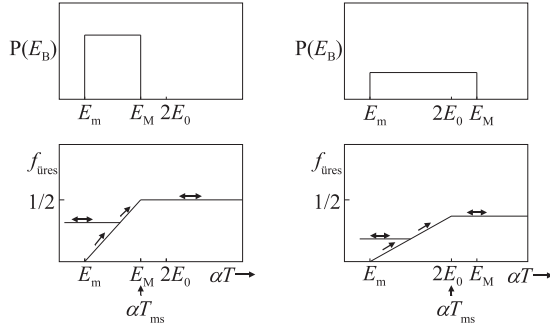 P(E_B)
E_m E_M 2E_0
P(E_B)
E_m 2E_0 E_M
f_üres
1/2
E_m E_M 2E_0 αT
αT_ms
f_üres
1/2
E_m 2E_0 E_M αT
αT_ms